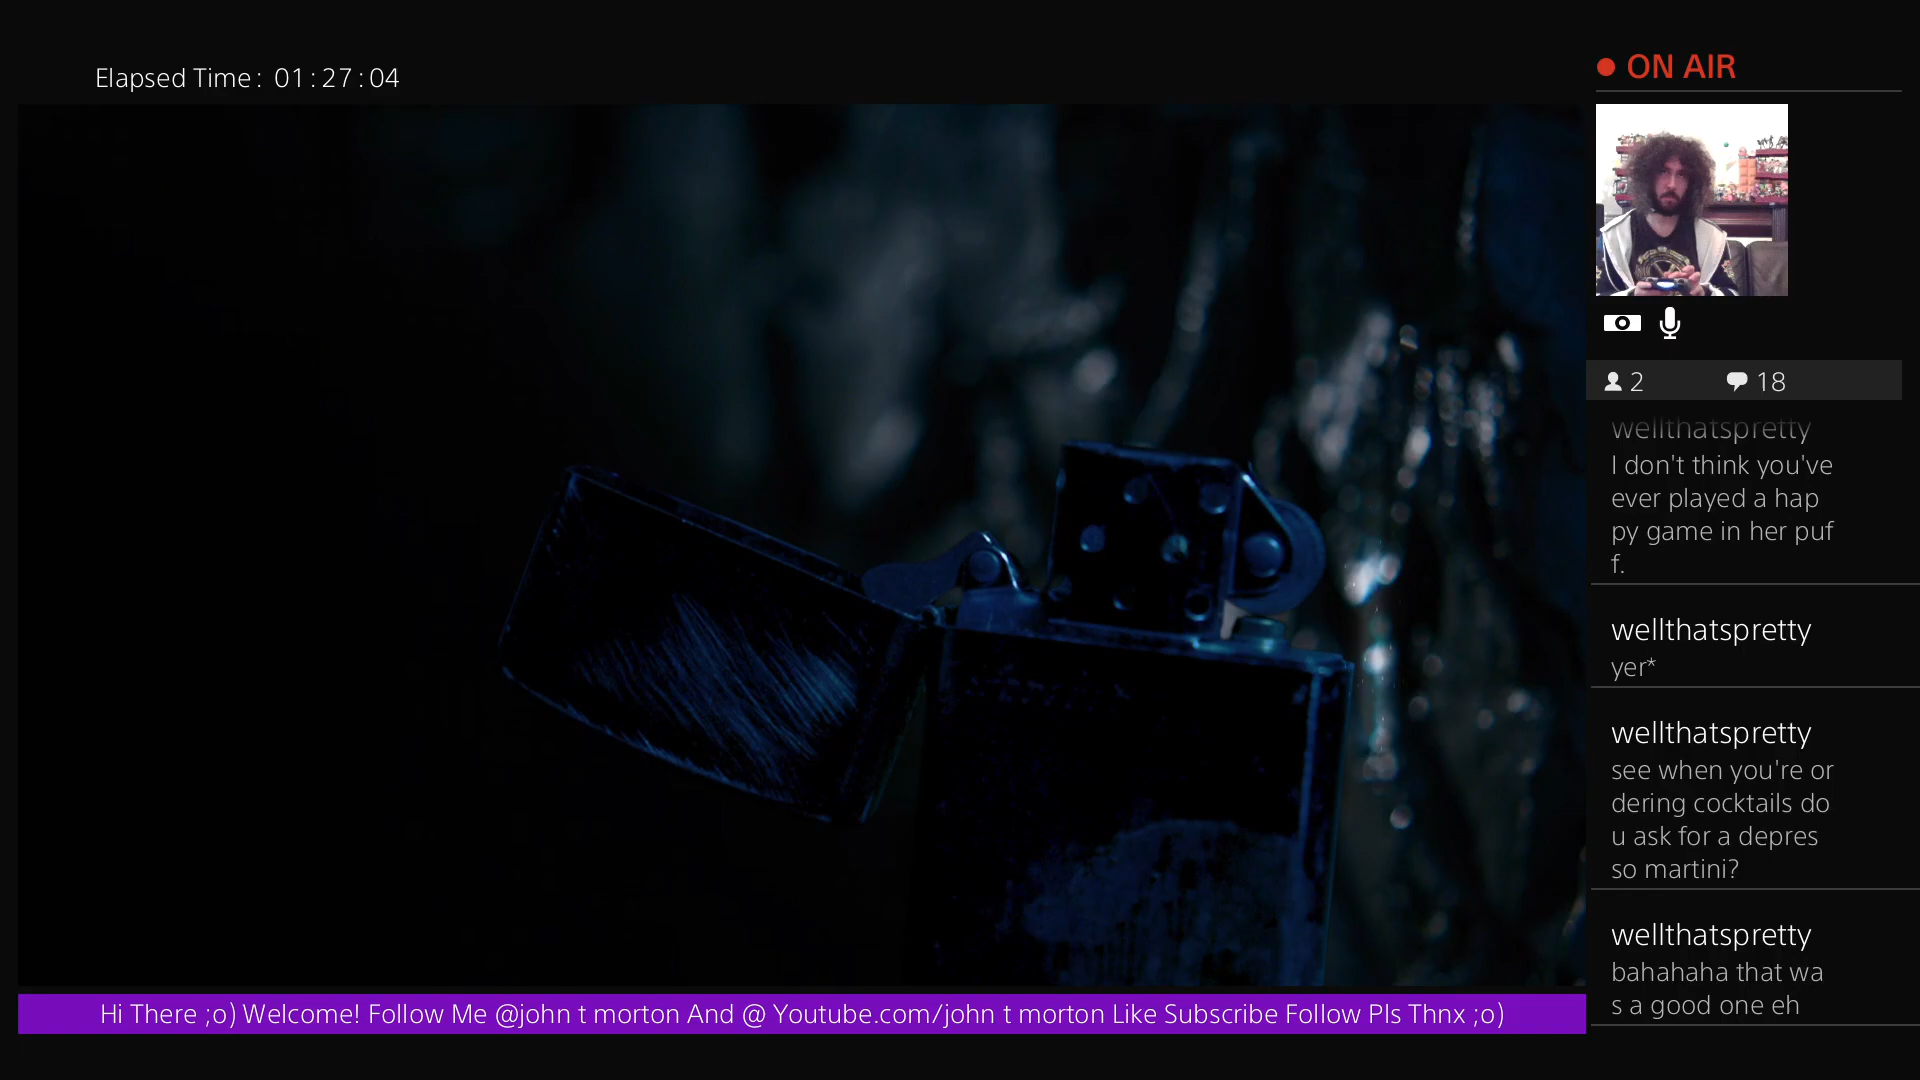 Elapsed Time: 01:27:04
ON AIR
2
18
wellthatspretty
I don't think you've
ever played a hap
py game in her puf
f.
wellthatspretty
yer*
wellthatspretty
see when you're or
dering cocktails do
u ask for a depres
so martini?
wellthatspretty
bahahaha that wa
s a good one eh
Hi There ;o) Welcome! Follow Me @john t morton And @ Youtube.com/john t morton Like Subscribe Follow Pls Thnx ;o)